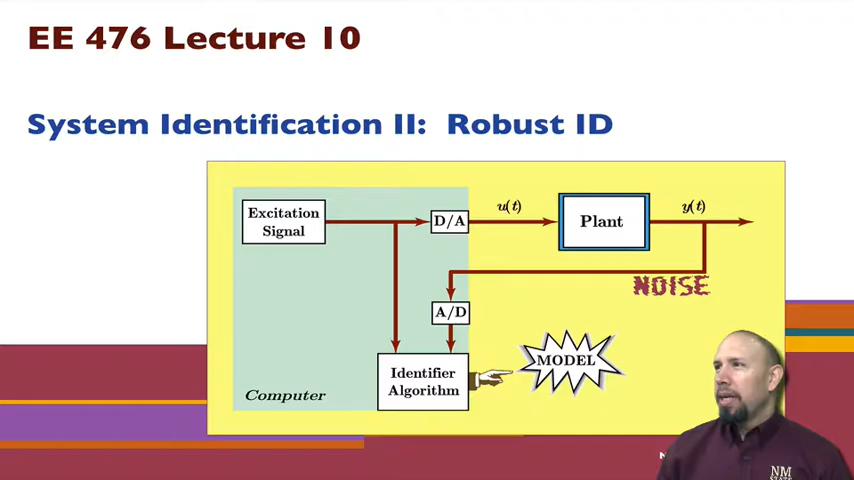 EE 476 Lecture 10
System Identification II: Robust ID
Excitation
Signal
D/A
u(t)
Plant
y(t)
NOISE
A/D
MODEL
Identifier
Algorithm
Computer
NM
STATE